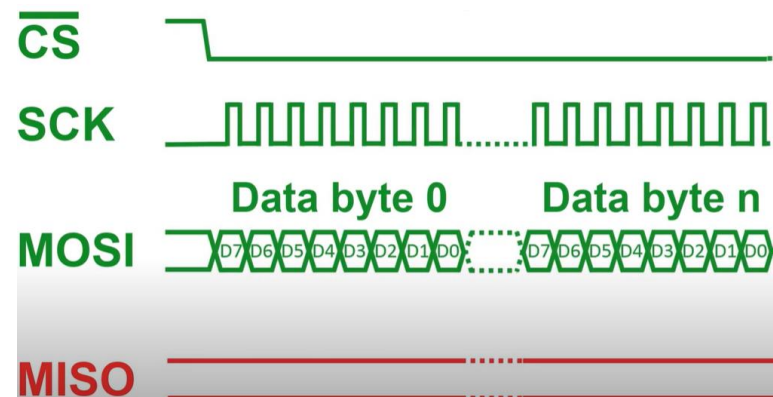 CS
SCK
Data byte 0 Data byte n
MOSI D7 D6 D5 D4 D3 D2 D1 D0 D7 D6 D5 D4 D3 D2 D1 D0
MISO